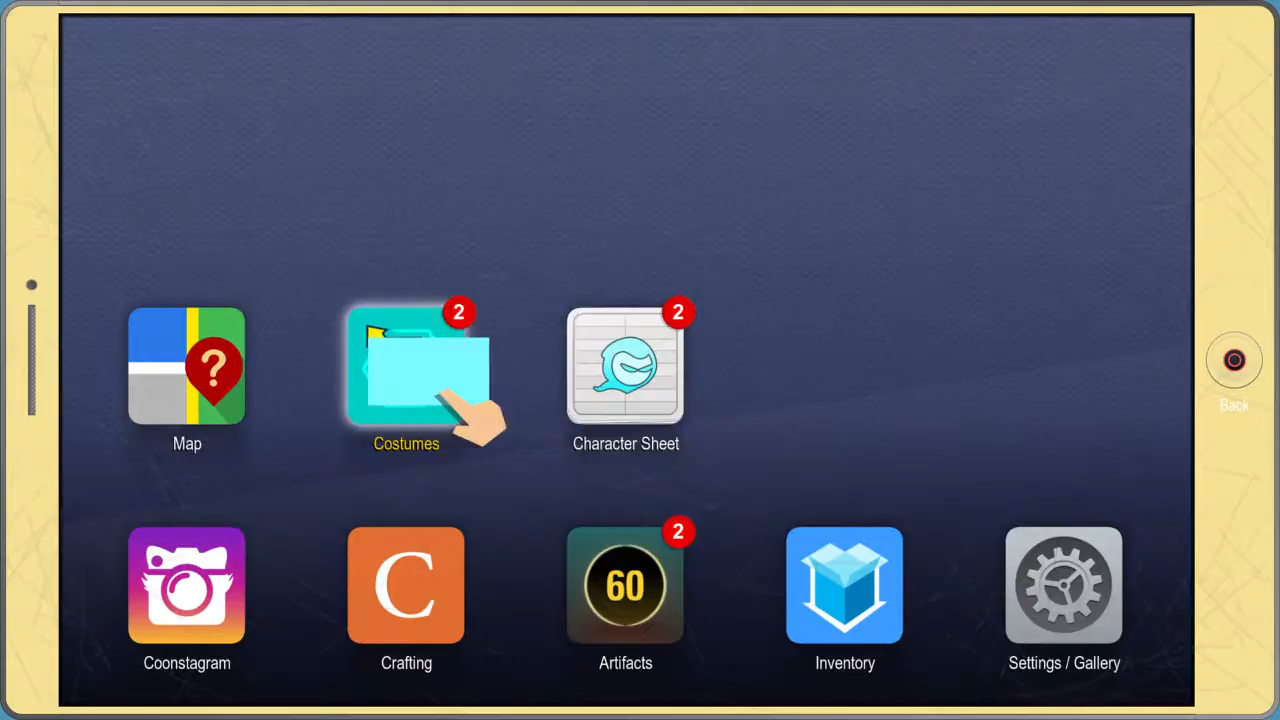 2
2
?
Map
Costumes
Character Sheet
Back
2
C
60
Coonstagram
Crafting
Artifacts
Inventory
Settings / Gallery